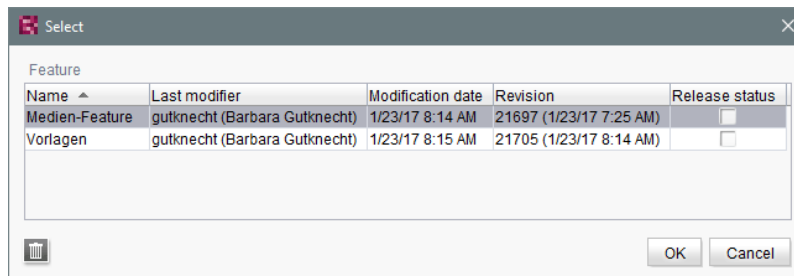 Select
Feature
Name Last modifier Modification date Revision Release status
Medien-Feature gutknecht (Barbara Gutknecht) 1/23/17 8:14 AM 21697 (1/23/17 7:25 AM)
Vorlagen gutknecht (Barbara Gutknecht) 1/23/17 8:15 AM 21705 (1/23/17 8:14 AM)
OK Cancel